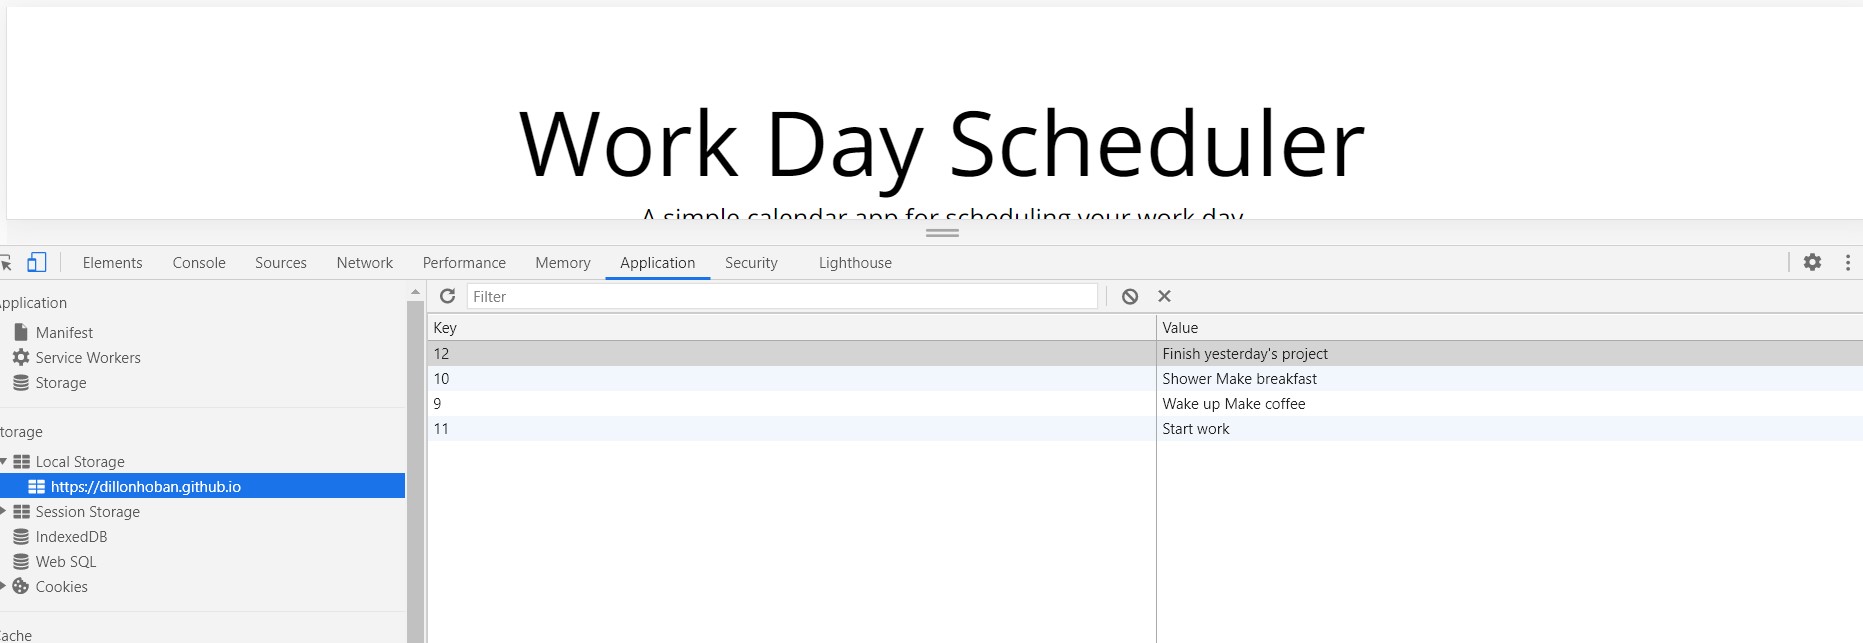 Work Day Scheduler
A simple calendar app for scheduling your work day
Elements Console Sources Network Performance Memory Application Security Lighthouse
pplication
Manifest
Service Workers
Storage
torage
Local Storage
https://dillonhoban.github.io
Session Storage
IndexedDB
Web SQL
Cookies
ache
Filter
Key Value
12 Finish yesterday's project
10 Shower Make breakfast
9 Wake up Make coffee
11 Start work